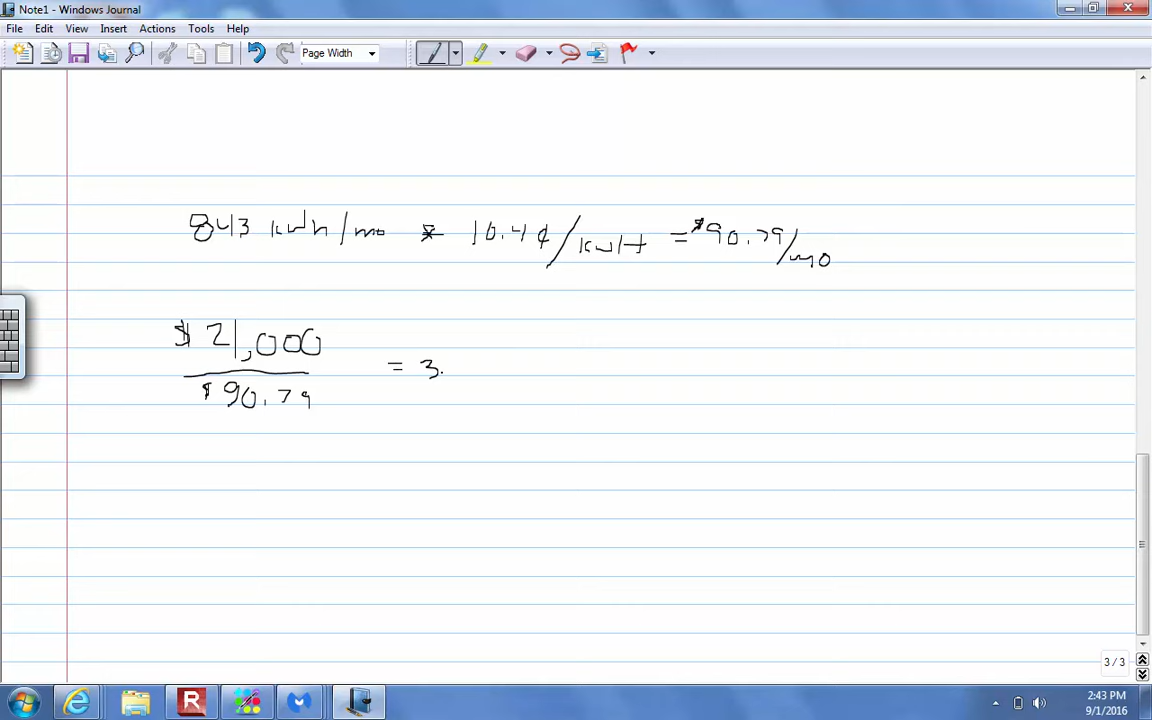 Note1 - Windows Journal
File Edit View Insert Actions Tools Help
Page Width
843 kwh/mo * 10.4¢/kwH = $90.79/mo
$21,000
= 3.
$90.79
3 / 3
2:43 PM
9/1/2016